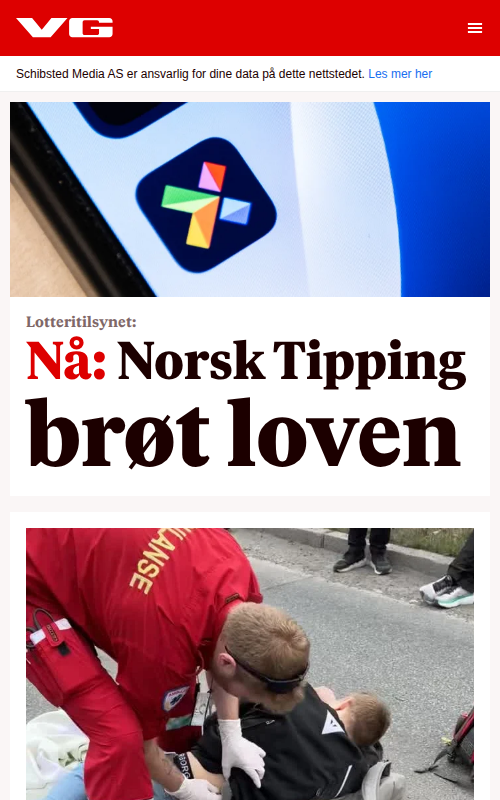 VG
Schibsted Media AS er ansvarlig for dine data på dette nettstedet. Les mer her
Lotteritilsynet:
Nå: Norsk Tipping
brøt loven